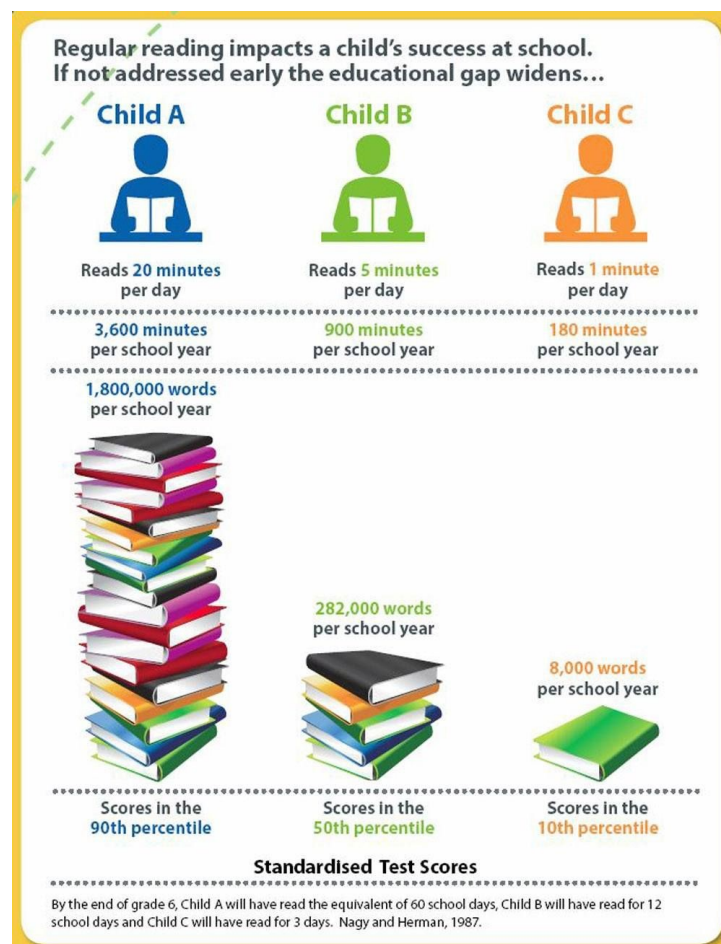 Regular reading impacts a child's success at school.
If not addressed early the educational gap widens...
Child A
Child B
Child C
Reads 20 minutes
per day
Reads 5 minutes
per day
Reads 1 minute
per day
3,600 minutes
per school year
900 minutes
per school year
180 minutes
per school year
1,800,000 words
per school year
282,000 words
per school year
8,000 words
per school year
Scores in the
90th percentile
Scores in the
50th percentile
Scores in the
10th percentile
Standardised Test Scores
By the end of grade 6, Child A will have read the equivalent of 60 school days, Child B will have read for 12
school days and Child C will have read for 3 days. Nagy and Herman, 1987.